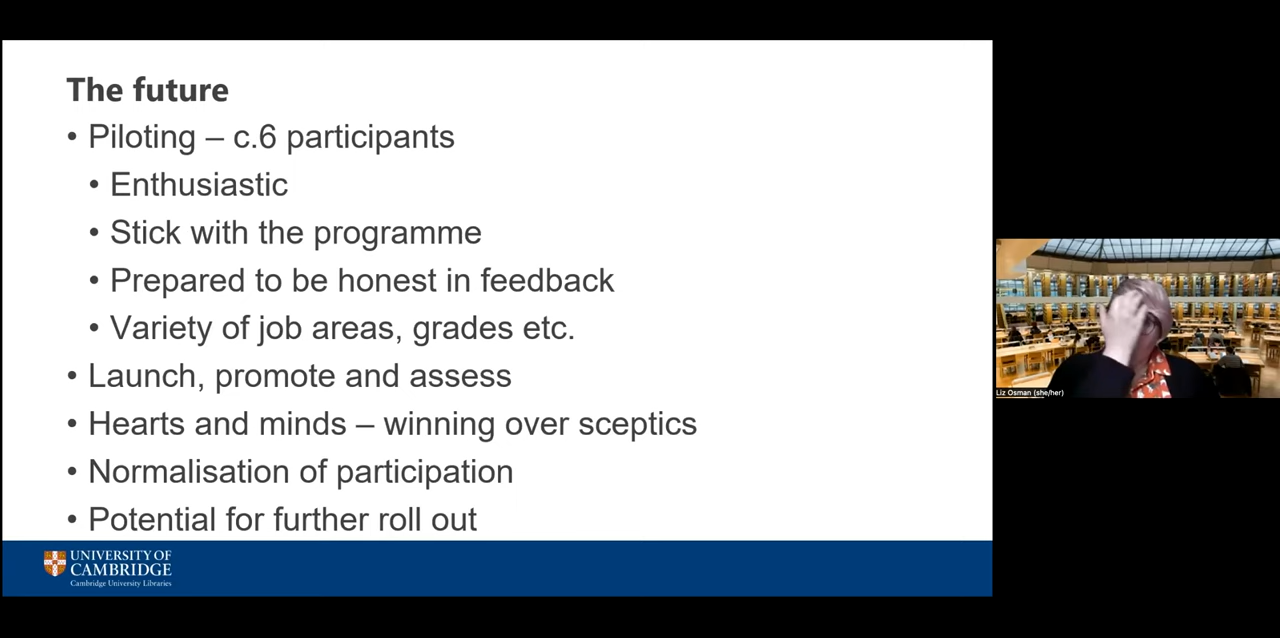 The future
• Piloting – c.6 participants
• Enthusiastic
• Stick with the programme
• Prepared to be honest in feedback
• Variety of job areas, grades etc.
• Launch, promote and assess
• Hearts and minds – winning over sceptics
• Normalisation of participation
• Potential for further roll out
UNIVERSITY OF
CAMBRIDGE
Cambridge University Libraries
Liz Osman (she/her)